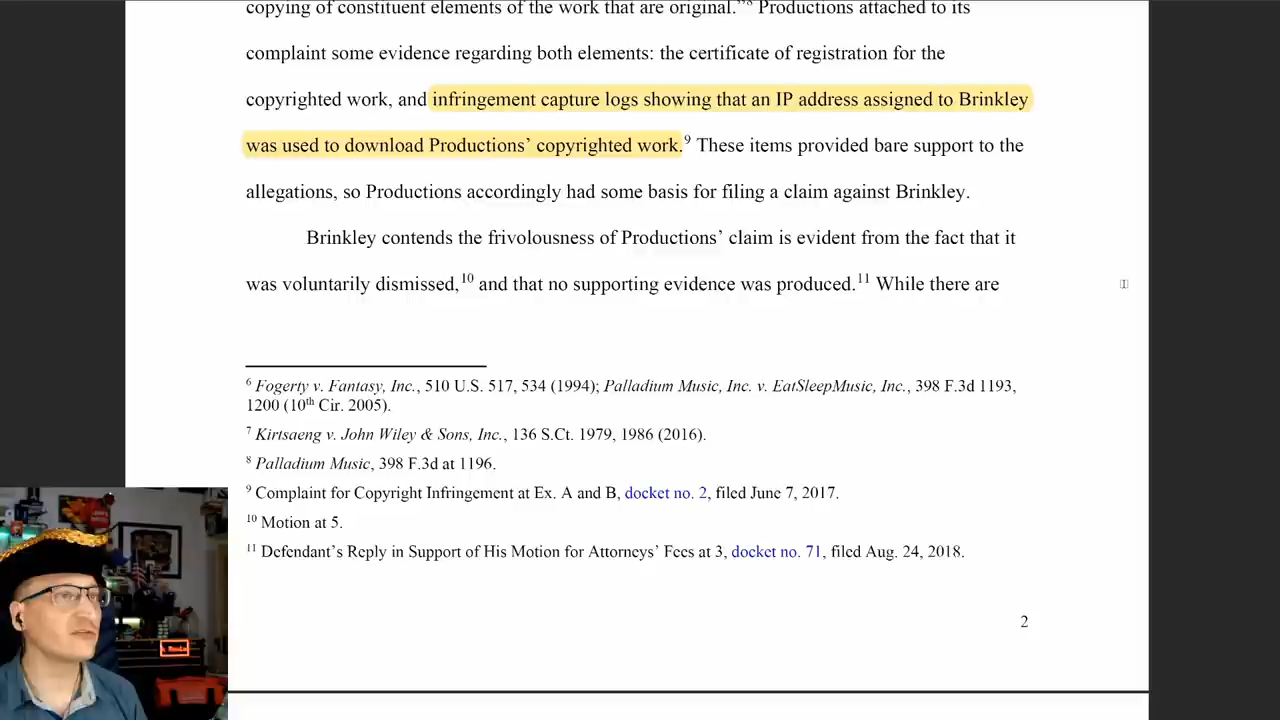 copying of constituent elements of the work that are original.”⁸ Productions attached to its
complaint some evidence regarding both elements: the certificate of registration for the
copyrighted work, and infringement capture logs showing that an IP address assigned to Brinkley
was used to download Productions’ copyrighted work.⁹ These items provided bare support to the
allegations, so Productions accordingly had some basis for filing a claim against Brinkley.
Brinkley contends the frivolousness of Productions’ claim is evident from the fact that it
was voluntarily dismissed,¹⁰ and that no supporting evidence was produced.¹¹ While there are
⁶ Fogerty v. Fantasy, Inc., 510 U.S. 517, 534 (1994); Palladium Music, Inc. v. EatSleepMusic, Inc., 398 F.3d 1193,
1200 (10th Cir. 2005).
⁷ Kirtsaeng v. John Wiley & Sons, Inc., 136 S.Ct. 1979, 1986 (2016).
⁸ Palladium Music, 398 F.3d at 1196.
⁹ Complaint for Copyright Infringement at Ex. A and B, docket no. 2, filed June 7, 2017.
¹⁰ Motion at 5.
¹¹ Defendant’s Reply in Support of His Motion for Attorneys’ Fees at 3, docket no. 71, filed Aug. 24, 2018.
2